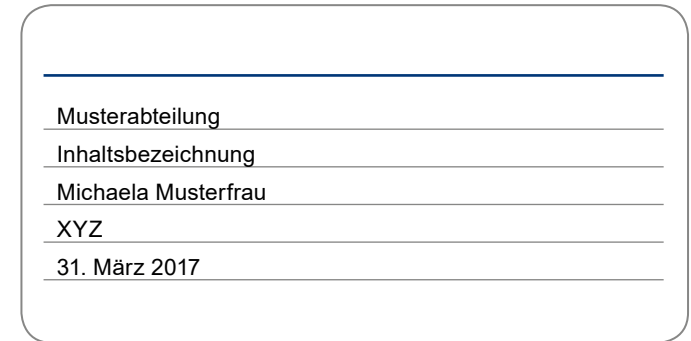 Musterabteilung
Inhaltsbezeichnung
Michaela Musterfrau
XYZ
31. März 2017